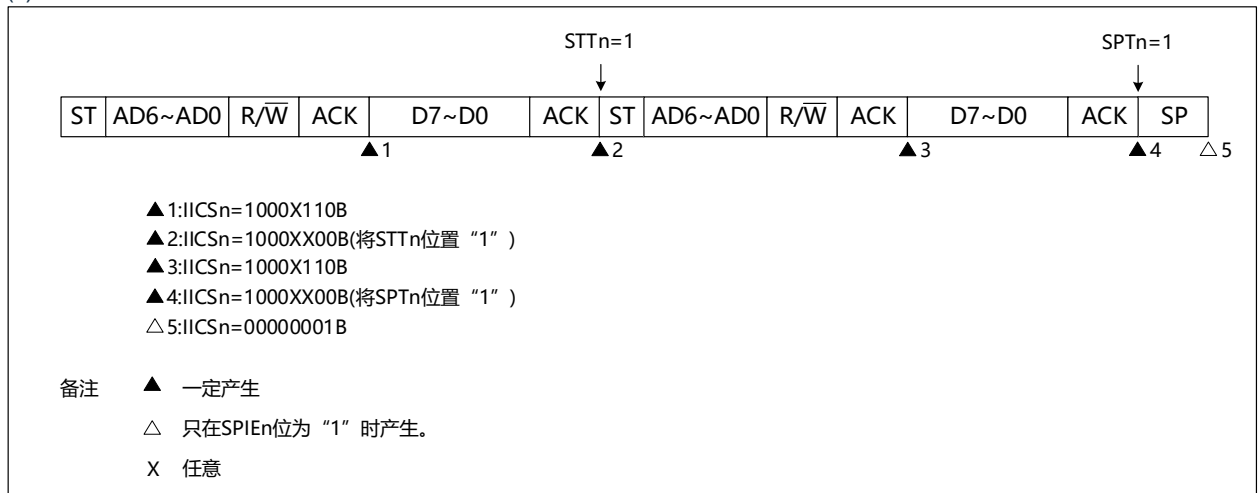 STTn=1 SPTn=1
ST AD6~AD0 R/W ACK D7~D0 ACK ST AD6~AD0 R/W ACK D7~D0 ACK SP
▲1 ▲2 ▲3 ▲4 △5
▲1:IICSn=1000X110B
▲2:IICSn=1000XX00B(将STTn位置“1”)
▲3:IICSn=1000X110B
▲4:IICSn=1000XX00B(将SPTn位置“1”)
△5:IICSn=00000001B
备注 ▲ 一定产生
△ 只在SPIEn位为“1”时产生。
X 任意